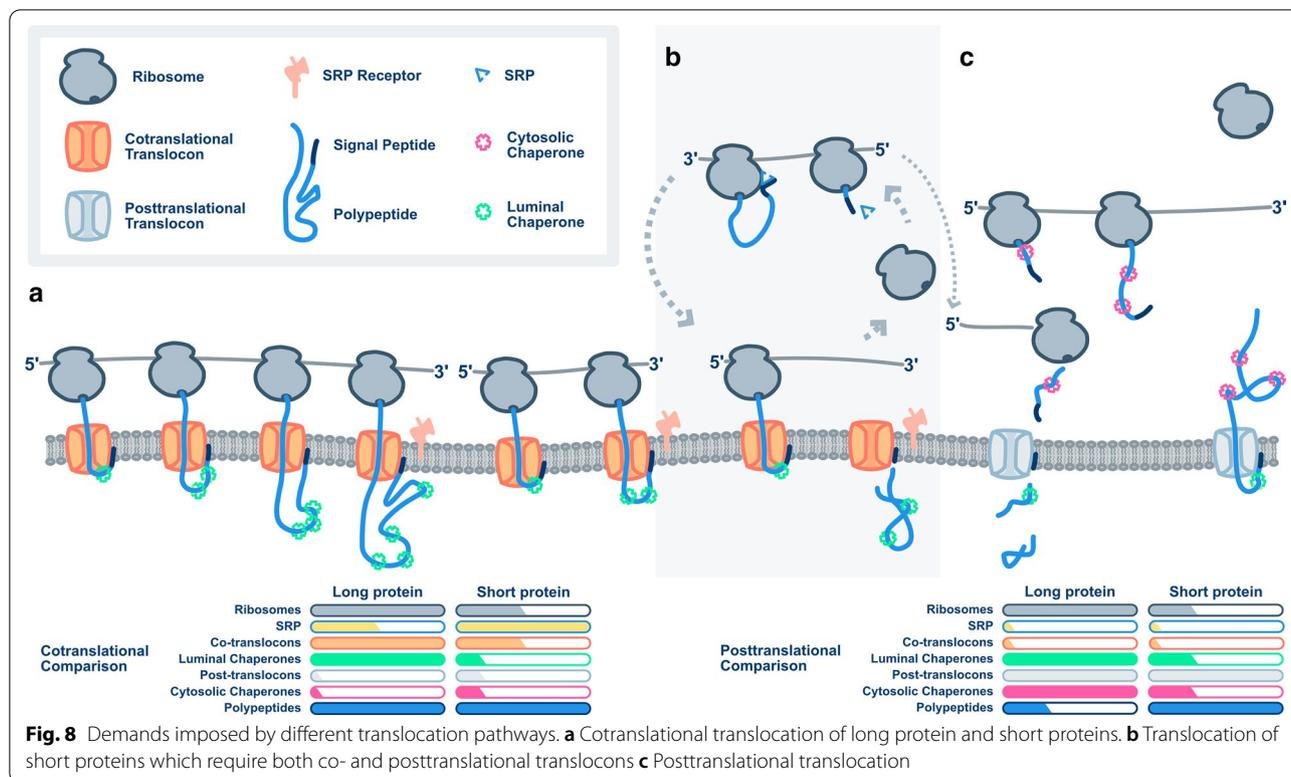 Ribosome
SRP Receptor
SRP
Cotranslational
Translocon
Signal Peptide
Cytosolic
Chaperone
Posttranslational
Translocon
Polypeptide
Luminal
Chaperone
a
b
c
3'
5'
5'
3'
5'
5'
3'
5'
3'
5'
3'
Long protein
Short protein
Cotranslational
Comparison
Ribosomes
SRP
Co-translocons
Luminal Chaperones
Post-translocons
Cytosolic Chaperones
Polypeptides
Long protein
Short protein
Posttranslational
Comparison
Ribosomes
SRP
Co-translocons
Luminal Chaperones
Post-translocons
Cytosolic Chaperones
Polypeptides
Fig. 8 Demands imposed by different translocation pathways. a Cotranslational translocation of long protein and short proteins. b Translocation of
short proteins which require both co- and posttranslational translocons c Posttranslational translocation